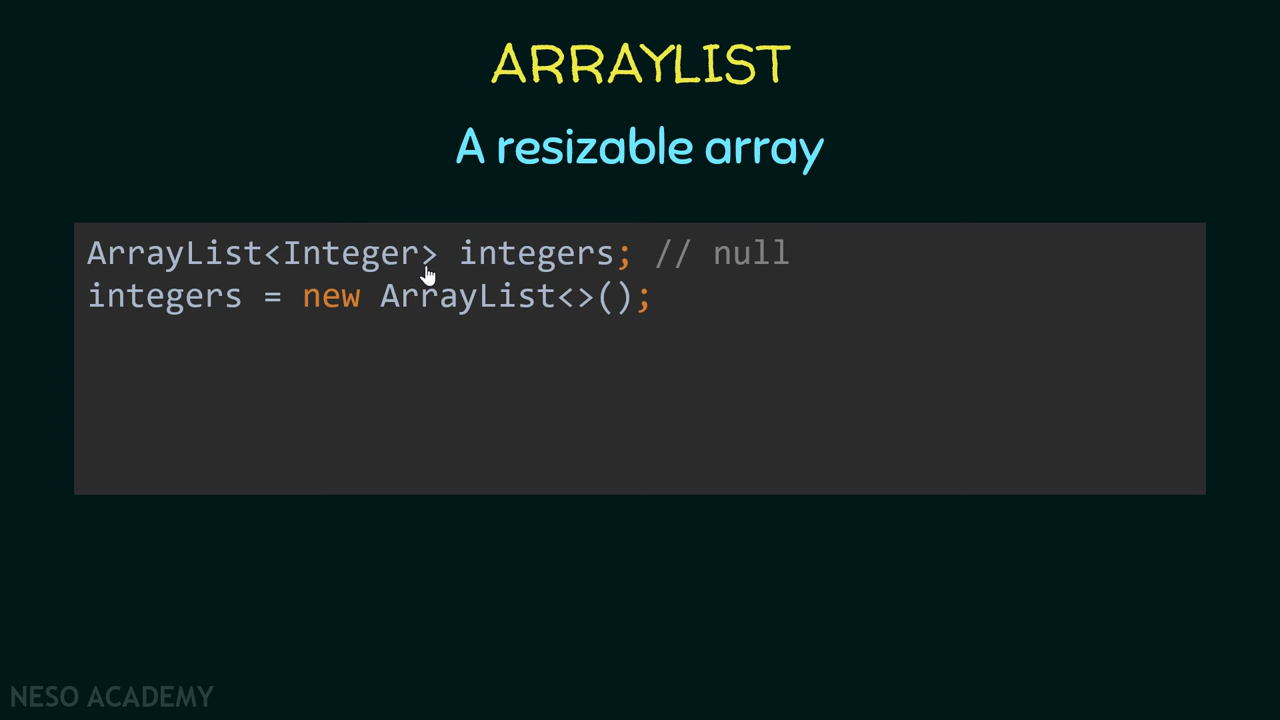 ARRAYLIST
A resizable array
ArrayList<Integer> integers; // null
integers = new ArrayList<>();
NESO ACADEMY